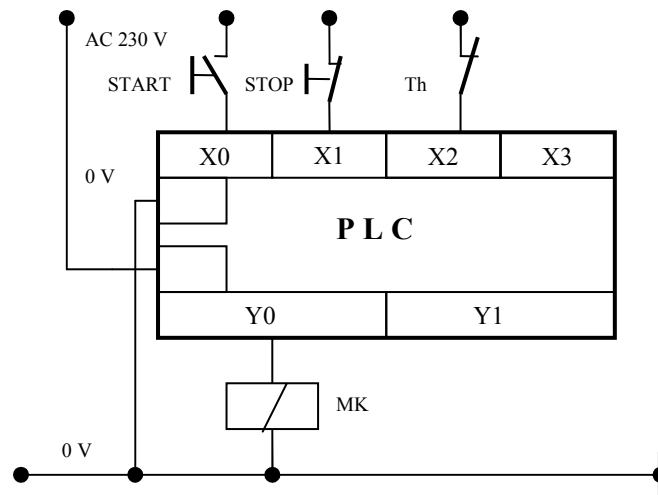 AC 230 V
START
STOP
Th
X0 X1 X2 X3
0 V
P L C
Y0 Y1
MK
0 V